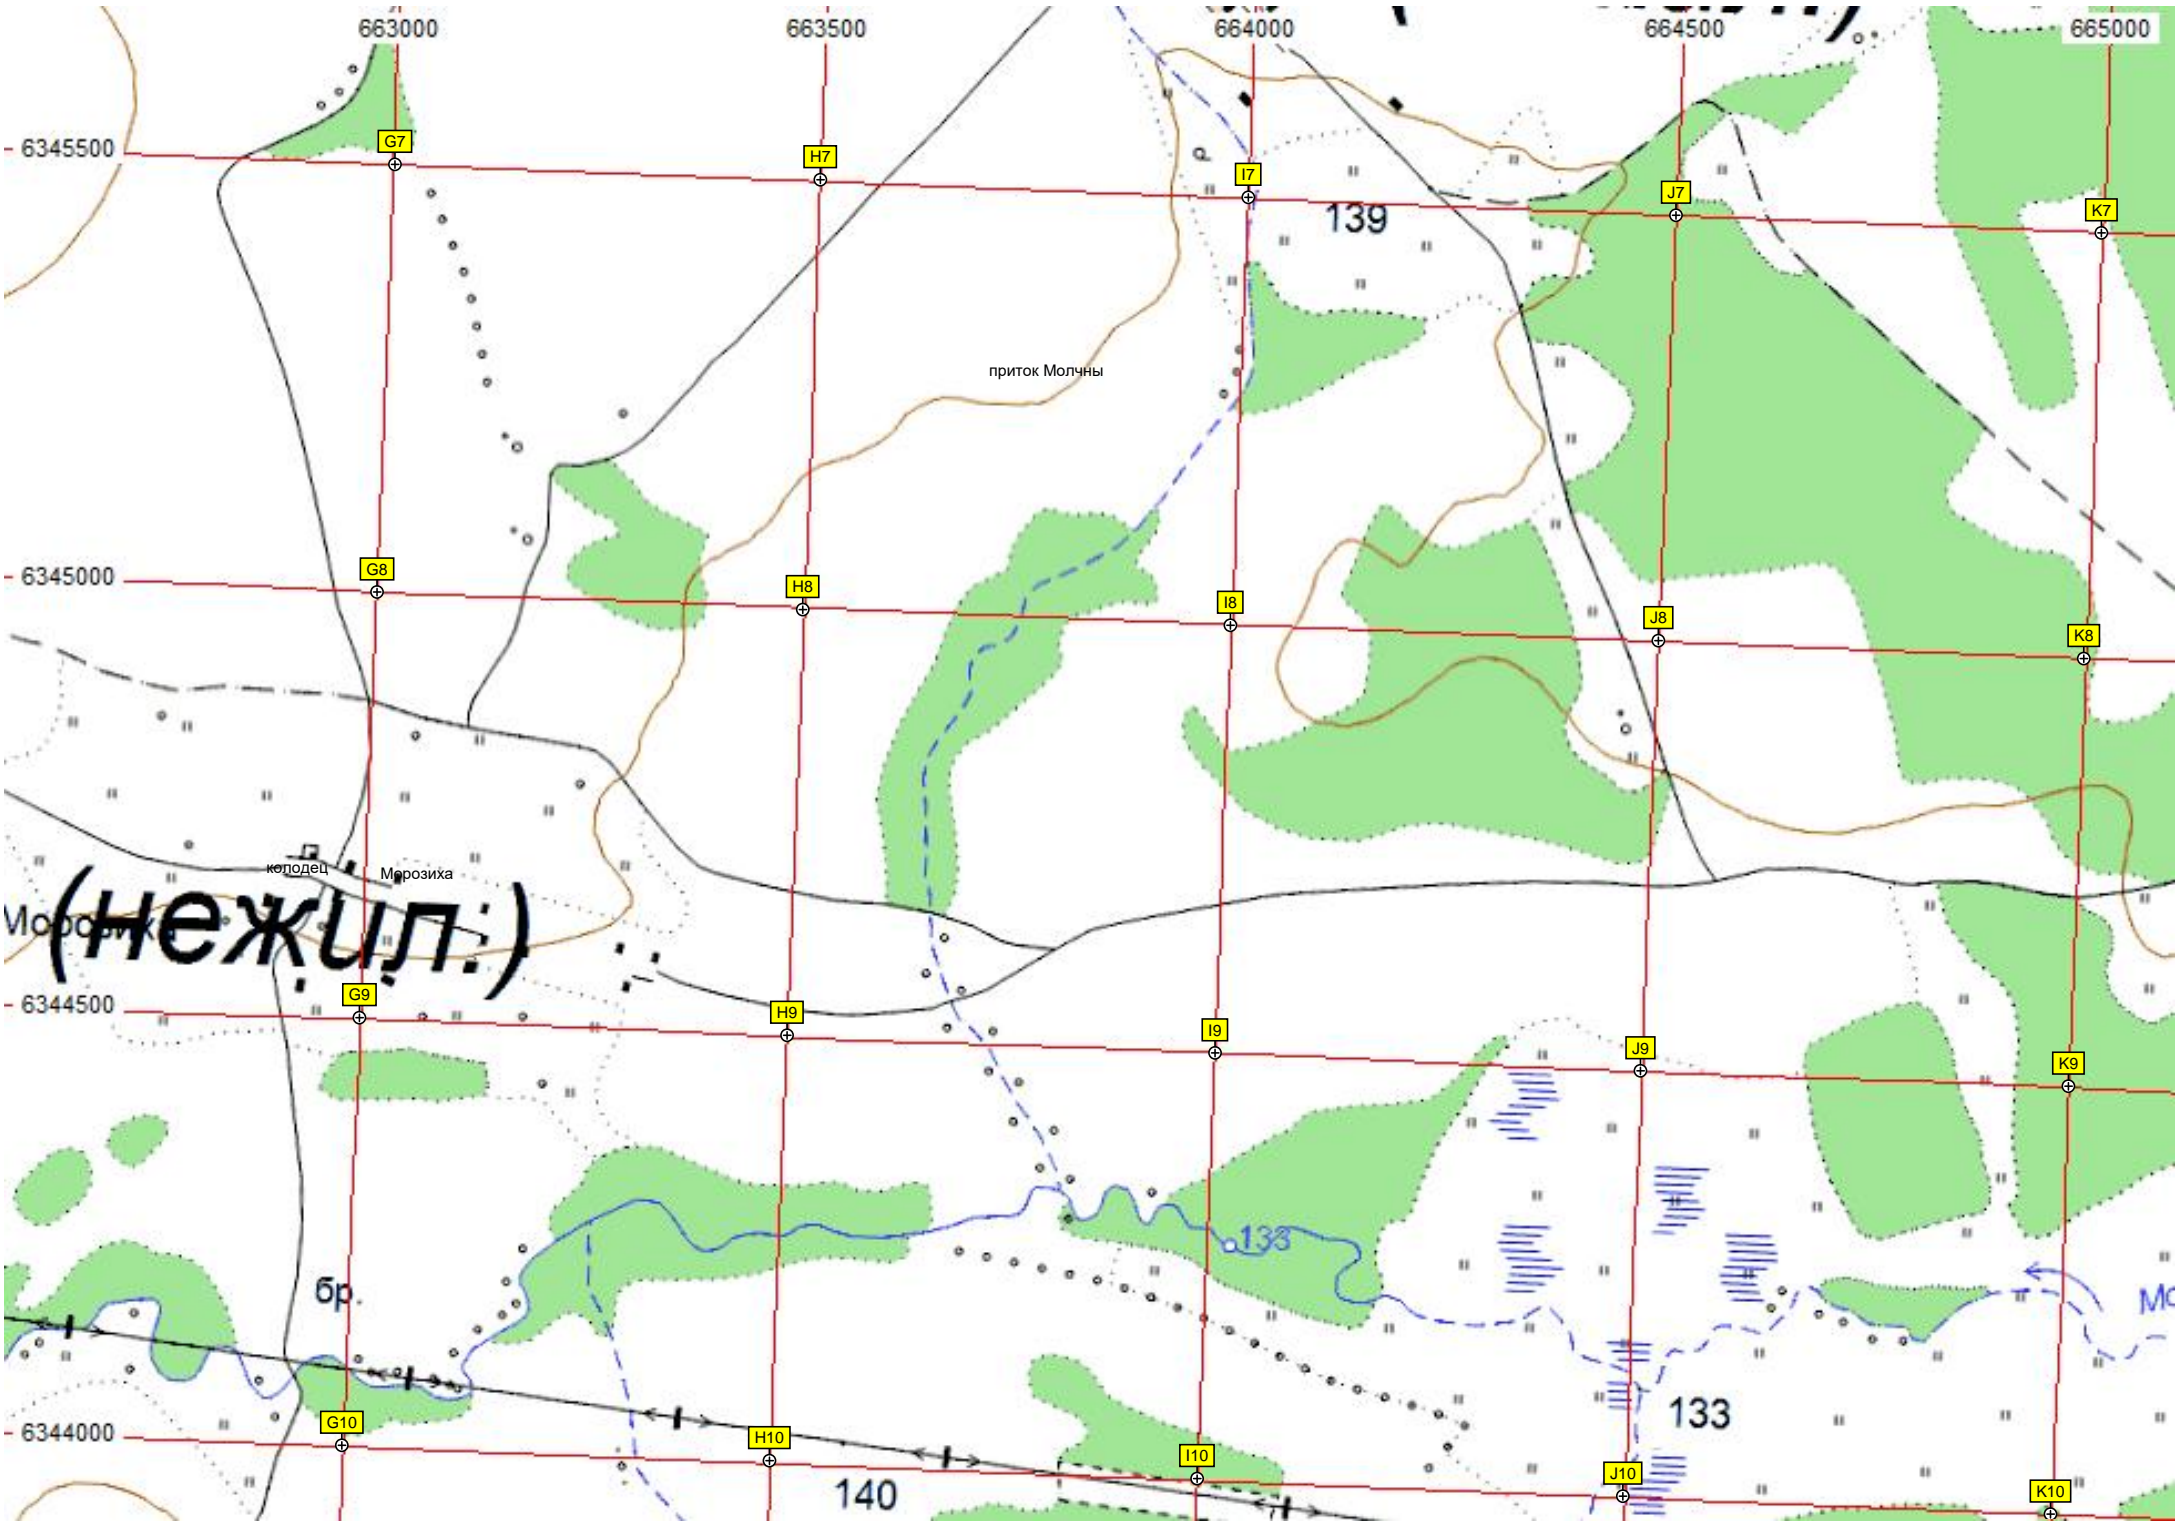 663000 663500 664000 664500 665000
6345500 G7 H7 I7 J7 K7
139
приток Молчны
6345000 G8 H8 I8 J8 K8
колодец Морозиха
Морозиха (нежил.)
6344500 G9 H9 I9 J9 K9
133
бр.
133
6344000 G10 H10 I10 J10 K10
140